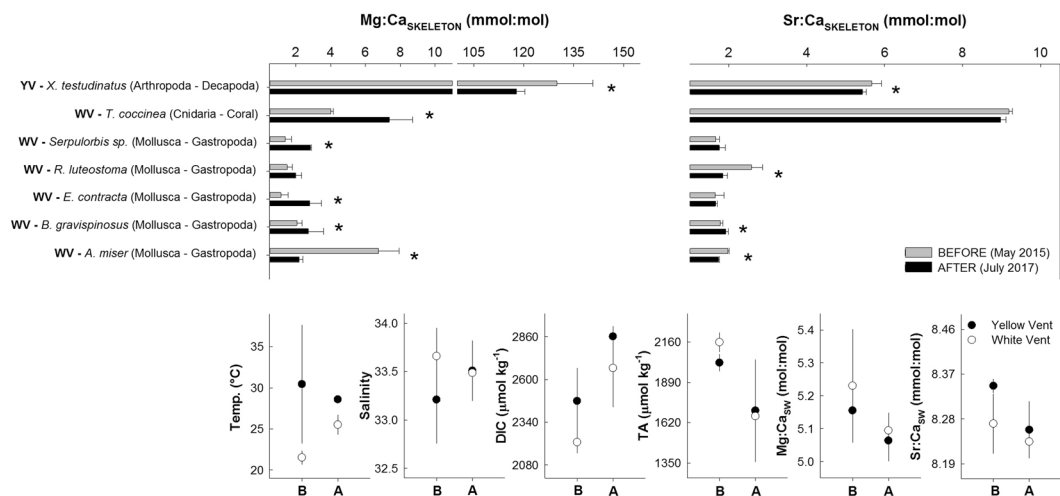 Mg:CaSKELETON (mmol:mol)
Sr:CaSKELETON (mmol:mol)
2 4 6 8 10 105 120 135 150
2 4 6 8 10
YV - X. testudinatus (Arthropoda - Decapoda)
* *
WV - T. coccinea (Cnidaria - Coral)
*
WV - Serpulorbis sp. (Mollusca - Gastropoda)
*
WV - R. luteostoma (Mollusca - Gastropoda)
*
WV - E. contracta (Mollusca - Gastropoda)
*
WV - B. gravispinosus (Mollusca - Gastropoda)
* *
WV - A. miser (Mollusca - Gastropoda)
* *
BEFORE (May 2015)
AFTER (July 2017)
Temp. (°C)
35
30
25
20
B A
Salinity
34.0
33.5
33.0
32.5
B A
DIC (µmol kg-1)
2860
2600
2340
2080
B A
TA (µmol kg-1)
2160
1890
1620
1350
B A
Mg:CaSW (mmol:mol)
5.4
5.3
5.2
5.1
5.0
B A
Sr:CaSW (mmol:mol)
8.46
8.37
8.28
8.19
B A
Yellow Vent
White Vent